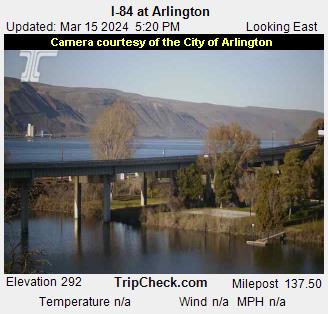 I-84 at Arlington
Updated: Mar 15 2024 5:20 PM Looking East
Camera courtesy of the City of Arlington
Elevation 292 TripCheck.com Milepost 137.50
Temperature n/a Wind n/a MPH n/a